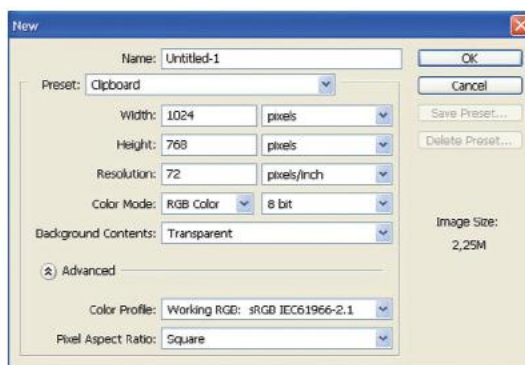 New
Name: Untitled-1
OK
Preset: Clipboard
Cancel
Width: 1024 pixels
Save Preset...
Height: 768 pixels
Delete Preset...
Resolution: 72 pixels/inch
Color Mode: RGB Color 8 bit
Image Size:
Background Contents: Transparent
2,25M
Advanced
Color Profile: Working RGB: sRGB IEC61966-2.1
Pixel Aspect Ratio: Square